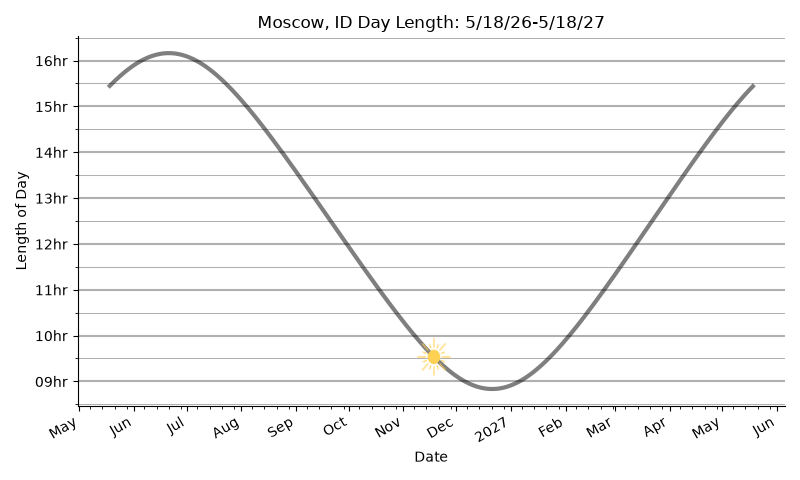 Moscow, ID Day Length: 5/18/26-5/18/27
Length of Day
16hr
15hr
14hr
13hr
12hr
11hr
10hr
09hr
May Jun Jul Aug Sep Oct Nov Dec 2027 Feb Mar Apr May Jun
Date